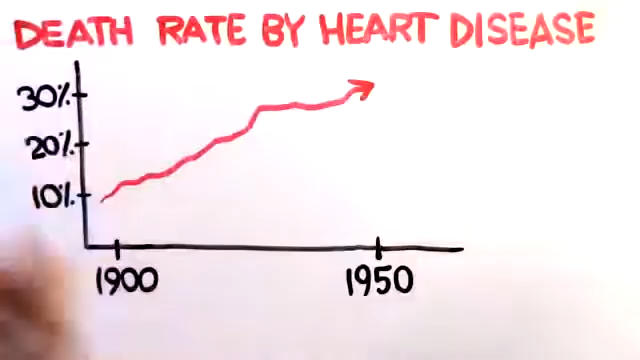 DEATH RATE BY HEART DISEASE
30%
20%
10%
1900 1950